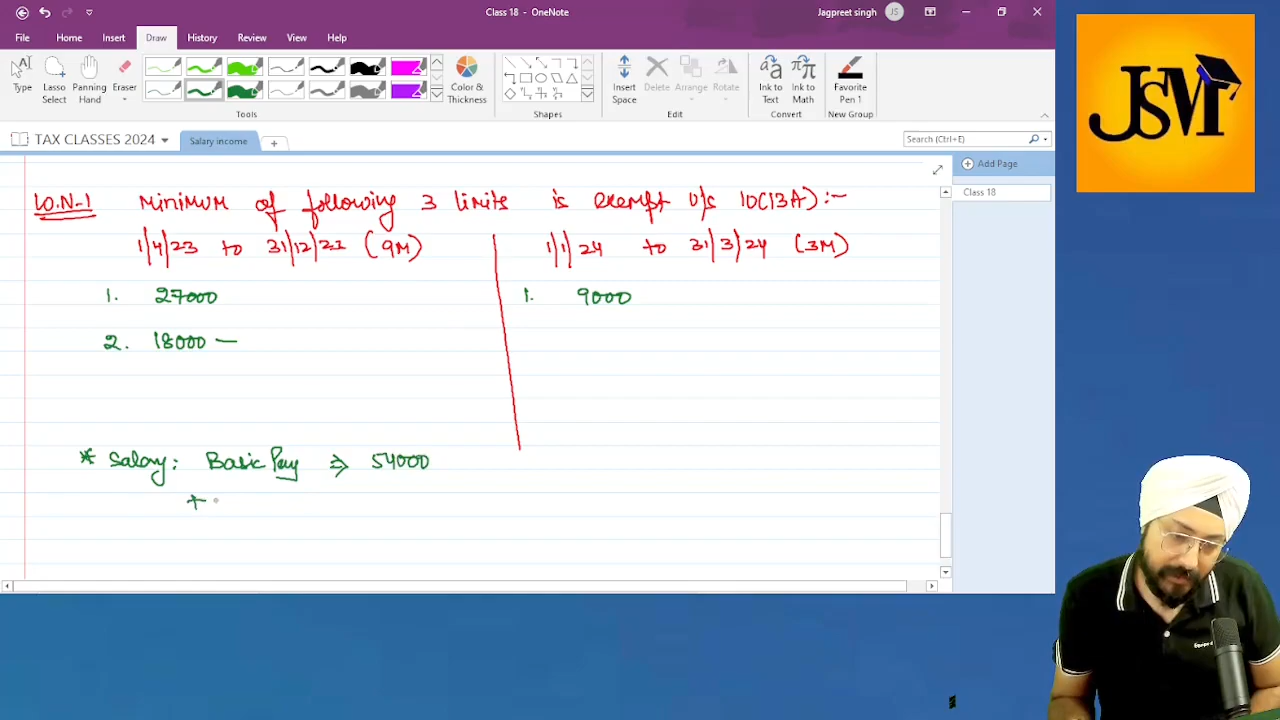 Class 18 - OneNote
Jagpreet singh JS
File Home Insert Draw History Review View Help
Type Lasso Select Panning Hand Eraser Color & Thickness Insert Space Delete Arrange Rotate Ink to Text Ink to Math Favorite Pen 1
Tools Shapes Edit Convert New Group
TAX CLASSES 2024 Salary income + Search (Ctrl+E)
Add Page
Class 18
JSM
W.N-1 Minimum of following 3 limits is exempt u/s 10(13A):-
1/4/23 to 31/12/23 (9M) 1/1/24 to 31/3/24 (3M)
1. 27000 1. 9000
2. 18000 —
* Salary: Basic Pay ⇒ 54000
+